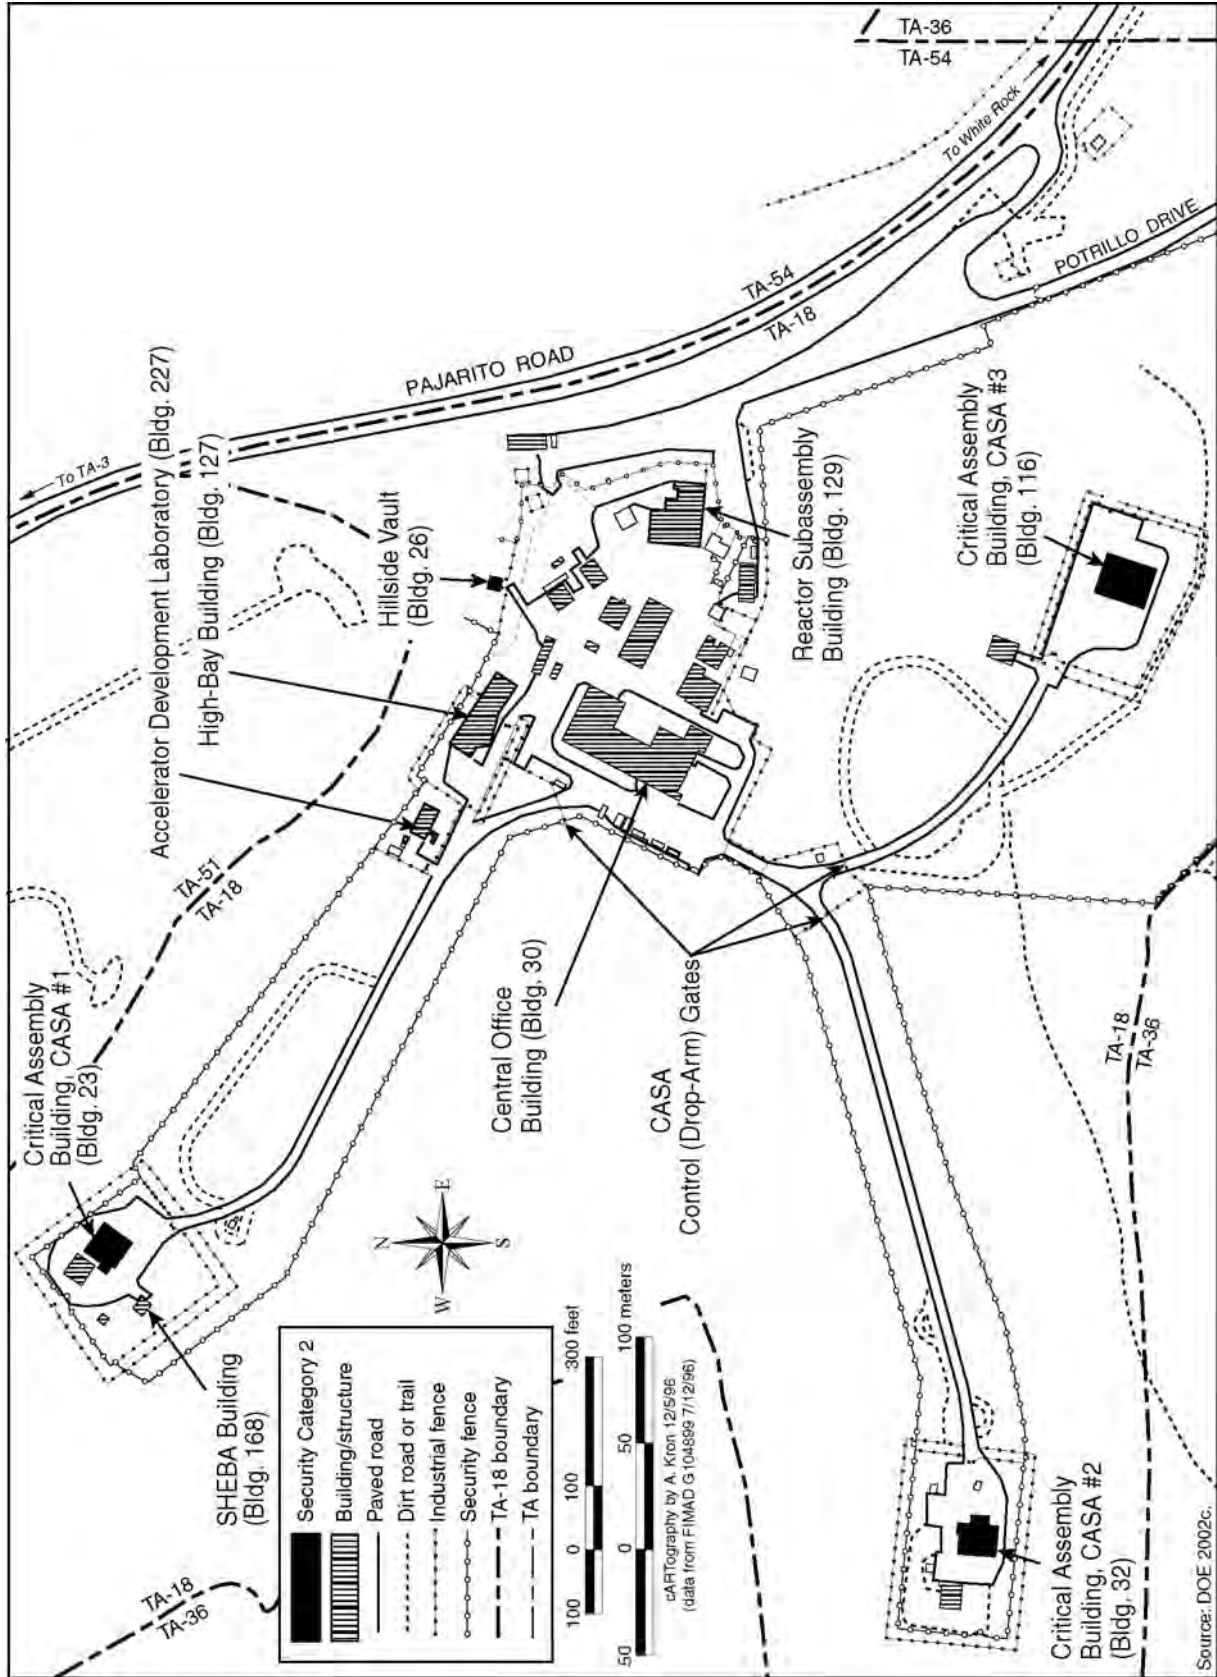 TA-36
TA-54
To White Rock
POTRILLO DRIVE
TA-54
TA-18
PAJARITO ROAD
To TA-3
Accelerator Development Laboratory (Bldg. 227)
High-Bay Building (Bldg. 127)
Hillside Vault
(Bldg. 26)
Reactor Subassembly
Building (Bldg. 129)
Critical Assembly
Building, CASA #3
(Bldg. 116)
TA-51
TA-18
Critical Assembly
Building, CASA #1
(Bldg. 23)
Central Office
Building (Bldg. 30)
CASA
Control (Drop-Arm) Gates
TA-18
TA-36
N
E
S
W
SHEBA Building
(Bldg. 168)
TA-18
TA-36
Security Category 2
Building/structure
Paved road
Dirt road or trail
Industrial fence
Security fence
TA-18 boundary
TA boundary
100 0 100 300 feet
50 0 50 100 meters
cARTography by A. Kron 12/5/96
(data from FIMAD G104899 7/12/96)
Critical Assembly
Building, CASA #2
(Bldg. 32)
Source: DOE 2002c.